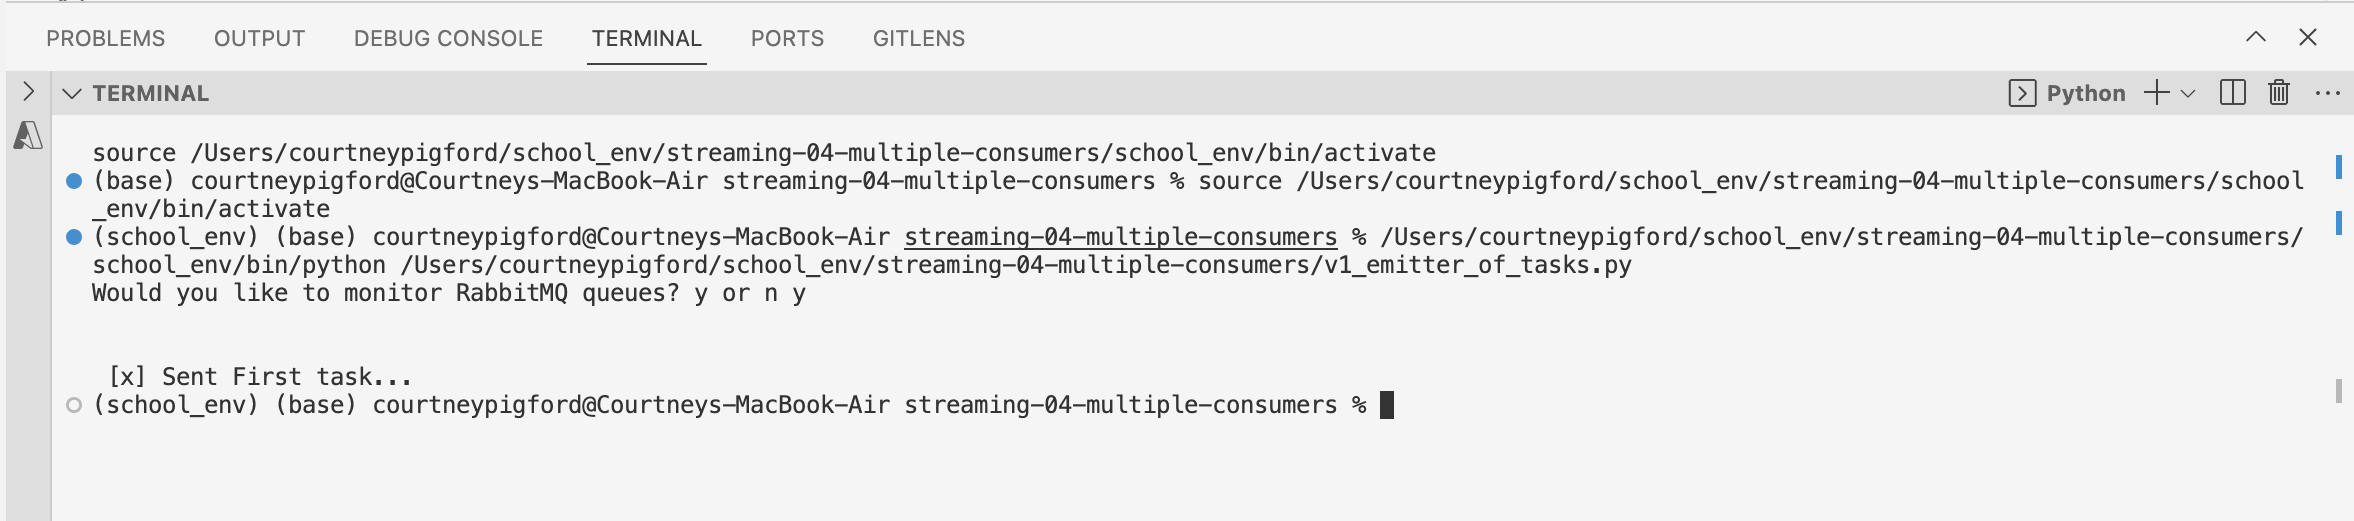 PROBLEMS OUTPUT DEBUG CONSOLE TERMINAL PORTS GITLENS
TERMINAL Python
source /Users/courtneypigford/school_env/streaming-04-multiple-consumers/school_env/bin/activate
(base) courtneypigford@Courtneys-MacBook-Air streaming-04-multiple-consumers % source /Users/courtneypigford/school_env/streaming-04-multiple-consumers/school
_env/bin/activate
(school_env) (base) courtneypigford@Courtneys-MacBook-Air streaming-04-multiple-consumers % /Users/courtneypigford/school_env/streaming-04-multiple-consumers/
school_env/bin/python /Users/courtneypigford/school_env/streaming-04-multiple-consumers/v1_emitter_of_tasks.py
Would you like to monitor RabbitMQ queues? y or n y
[x] Sent First task...
(school_env) (base) courtneypigford@Courtneys-MacBook-Air streaming-04-multiple-consumers %